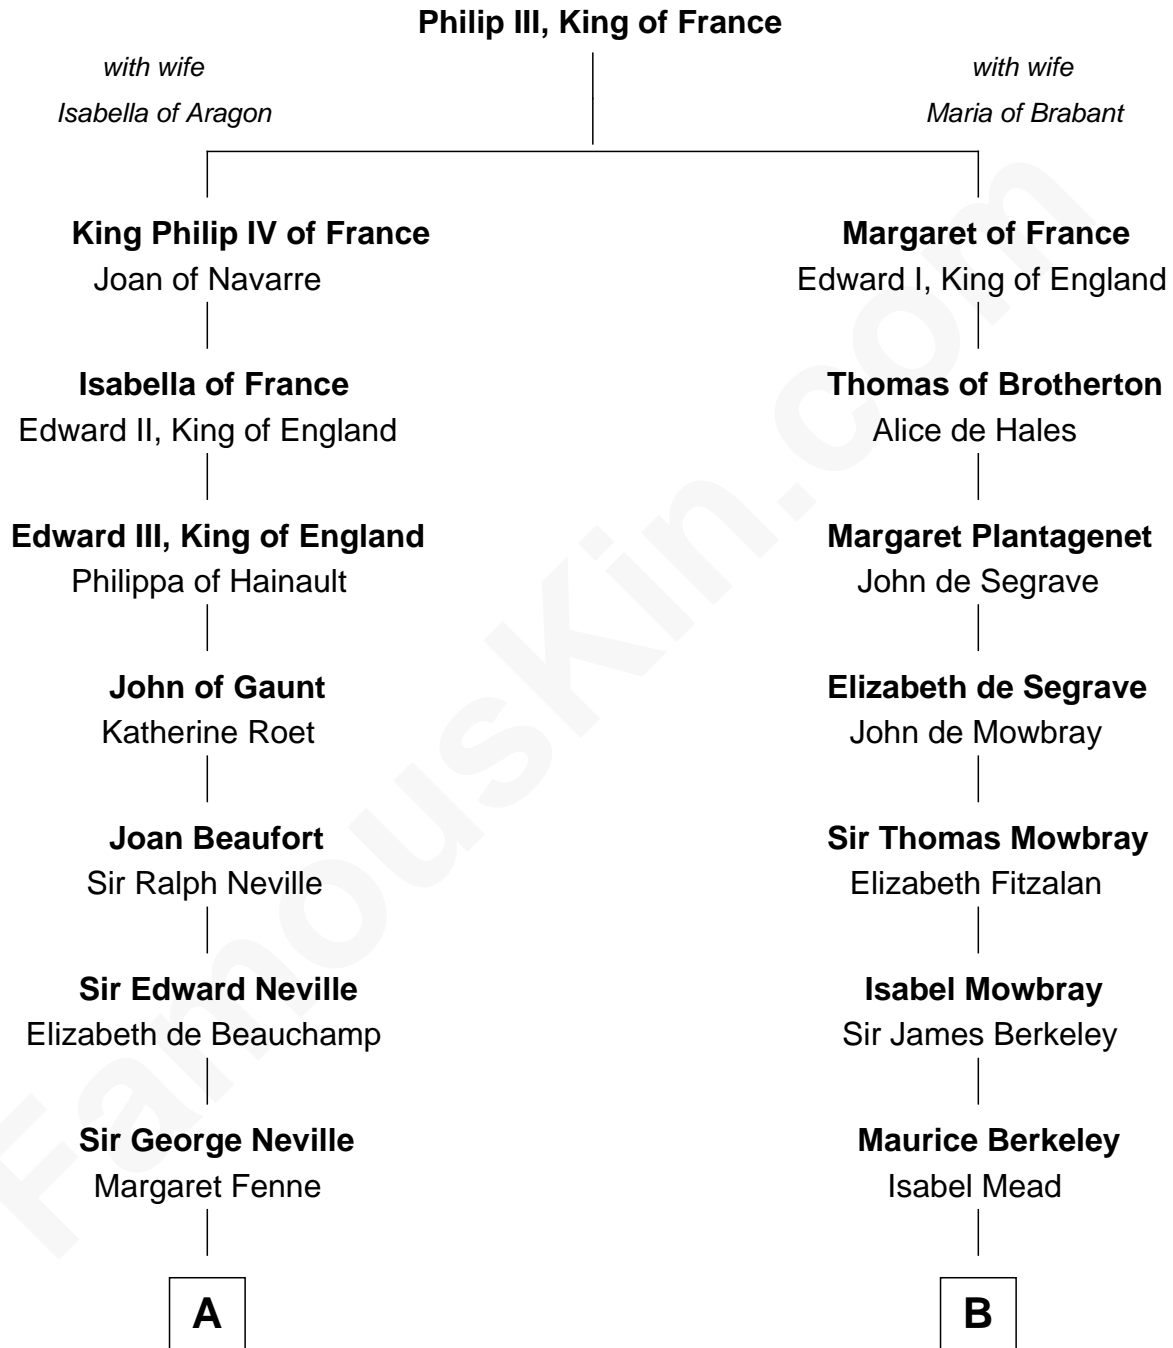 Philip III, King of France
with wife
Isabella of Aragon
with wife
Maria of Brabant
King Philip IV of France
Joan of Navarre
Isabella of France
Edward II, King of England
Edward III, King of England
Philippa of Hainault
John of Gaunt
Katherine Roet
Joan Beaufort
Sir Ralph Neville
Sir Edward Neville
Elizabeth de Beauchamp
Sir George Neville
Margaret Fenne
A
Margaret of France
Edward I, King of England
Thomas of Brotherton
Alice de Hales
Margaret Plantagenet
John de Segrave
Elizabeth de Segrave
John de Mowbray
Sir Thomas Mowbray
Elizabeth Fitzalan
Isabel Mowbray
Sir James Berkeley
Maurice Berkeley
Isabel Mead
B
FamousKin.com